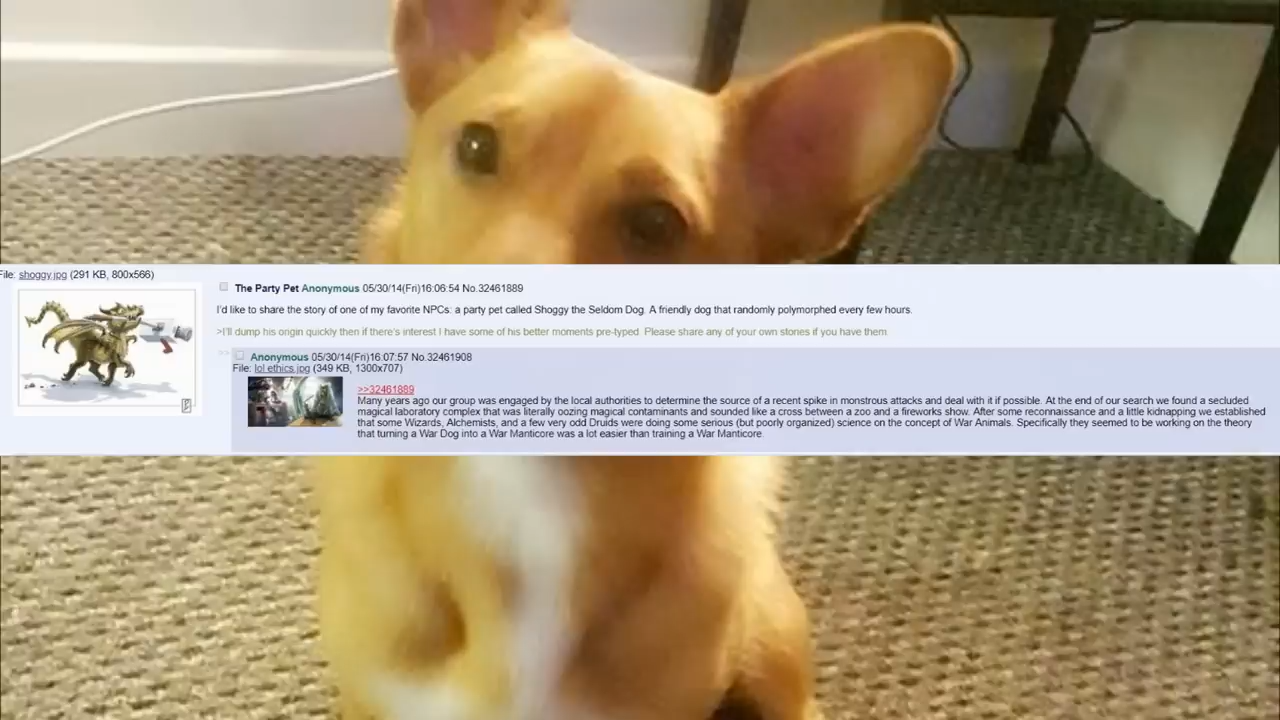 File: shoggy.jpg (291 KB, 800x566)
The Party Pet Anonymous 05/30/14(Fri)16:06:54 No.32461889
I'd like to share the story of one of my favorite NPCs: a party pet called Shoggy the Seldom Dog. A friendly dog that randomly polymorphed every few hours.
>I'll dump his origin quickly then if there's interest I have some of his better moments pre-typed. Please share any of your own stories if you have them.
>>
Anonymous 05/30/14(Fri)16:07:57 No.32461908
File: lol ethics.jpg (349 KB, 1300x707)
>>32461889
Many years ago our group was engaged by the local authorities to determine the source of a recent spike in monstrous attacks and deal with it if possible. At the end of our search we found a secluded
magical laboratory complex that was literally oozing magical contaminants and sounded like a cross between a zoo and a fireworks show. After some reconnaissance and a little kidnapping we established
that some Wizards, Alchemists, and a few very odd Druids were doing some serious (but poorly organized) science on the concept of War Animals. Specifically they seemed to be working on the theory
that turning a War Dog into a War Manticore was a lot easier than training a War Manticore.